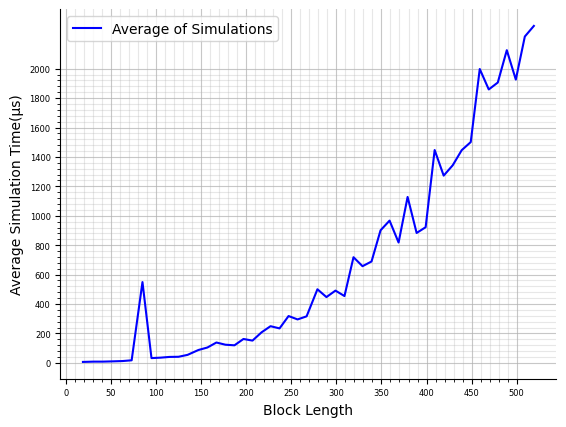 Average of Simulations
Average Simulation Time(μs)
2000
1800
1600
1400
1200
1000
800
600
400
200
0
0 50 100 150 200 250 300 350 400 450 500
Block Length